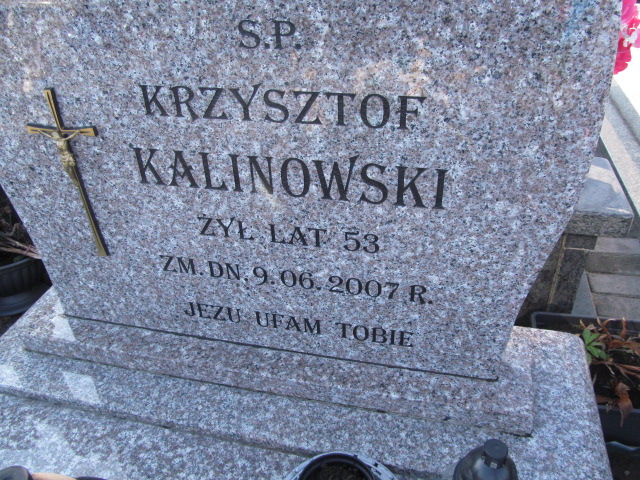 Ś.P.
KRZYSZTOF
KALINOWSKI
ŻYŁ LAT 53
ZM. DN. 9.06.2007 R.
JEZU UFAM TOBIE